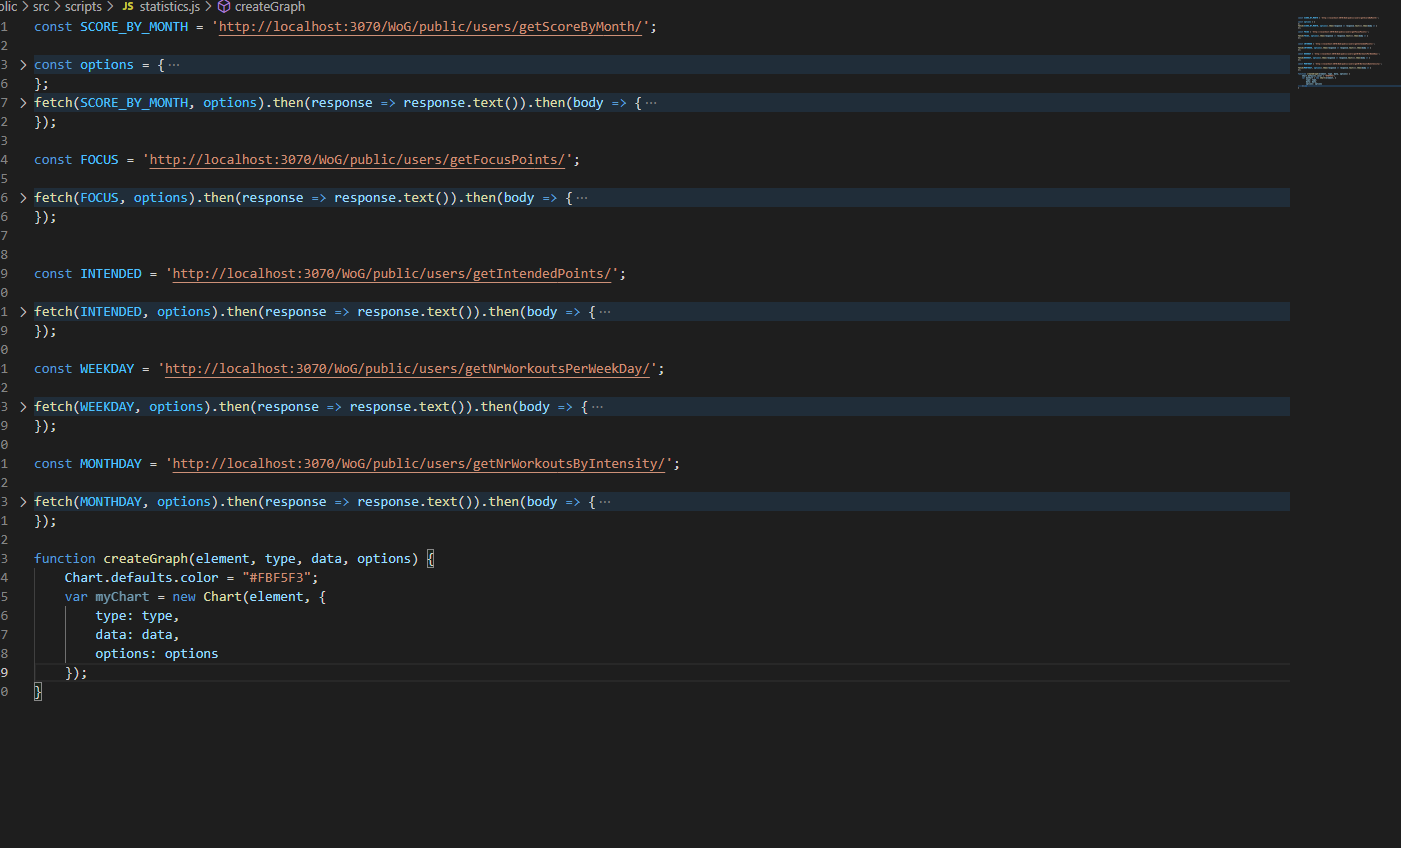 blic > src > scripts > JS statistics.js > createGraph
1 const SCORE_BY_MONTH = 'http://localhost:3070/WoG/public/users/getScoreByMonth/';
2
3 > const options = { ···
6 };
7 > fetch(SCORE_BY_MONTH, options).then(response => response.text()).then(body => { ···
2 });
3
4 const FOCUS = 'http://localhost:3070/WoG/public/users/getFocusPoints/';
5
6 > fetch(FOCUS, options).then(response => response.text()).then(body => { ···
6 });
7
8
9 const INTENDED = 'http://localhost:3070/WoG/public/users/getIntendedPoints/';
0
1 > fetch(INTENDED, options).then(response => response.text()).then(body => { ···
9 });
0
1 const WEEKDAY = 'http://localhost:3070/WoG/public/users/getNrWorkoutsPerWeekDay/';
2
3 > fetch(WEEKDAY, options).then(response => response.text()).then(body => { ···
9 });
0
1 const MONTHDAY = 'http://localhost:3070/WoG/public/users/getNrWorkoutsByIntensity/';
2
3 > fetch(MONTHDAY, options).then(response => response.text()).then(body => { ···
1 });
2
3 function createGraph(element, type, data, options) {
4 Chart.defaults.color = "#FBF5F3";
5 var myChart = new Chart(element, {
6 type: type,
7 data: data,
8 options: options
9 });
0 }